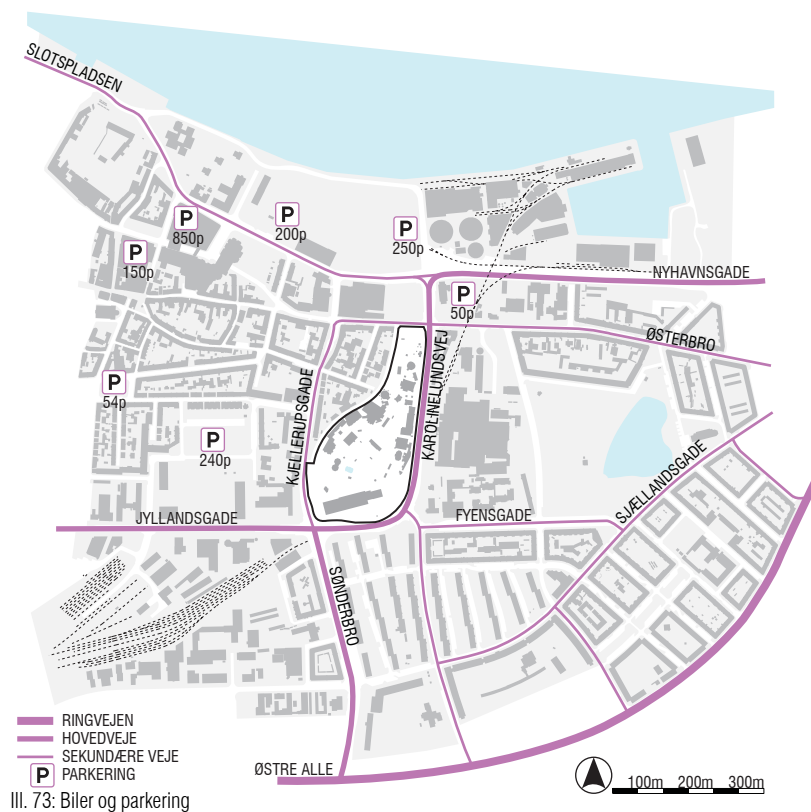 SLOTSPLADSEN
P
850p
P
200p
P
250p
P
150p
NYHAVNSGADE
P
50p
ØSTERBRO
P
54p
KJELLERUPSGADE
KAROLINELUNDSVEJ
P
240p
SJÆLLANDSGADE
JYLLANDSGADE
FYENSGADE
SØNDERBRO
RINGVEJEN
HOVEDVEJE
SEKUNDÆRE VEJE
P PARKERING
ØSTRE ALLE
100m 200m 300m
Ill. 73: Biler og parkering